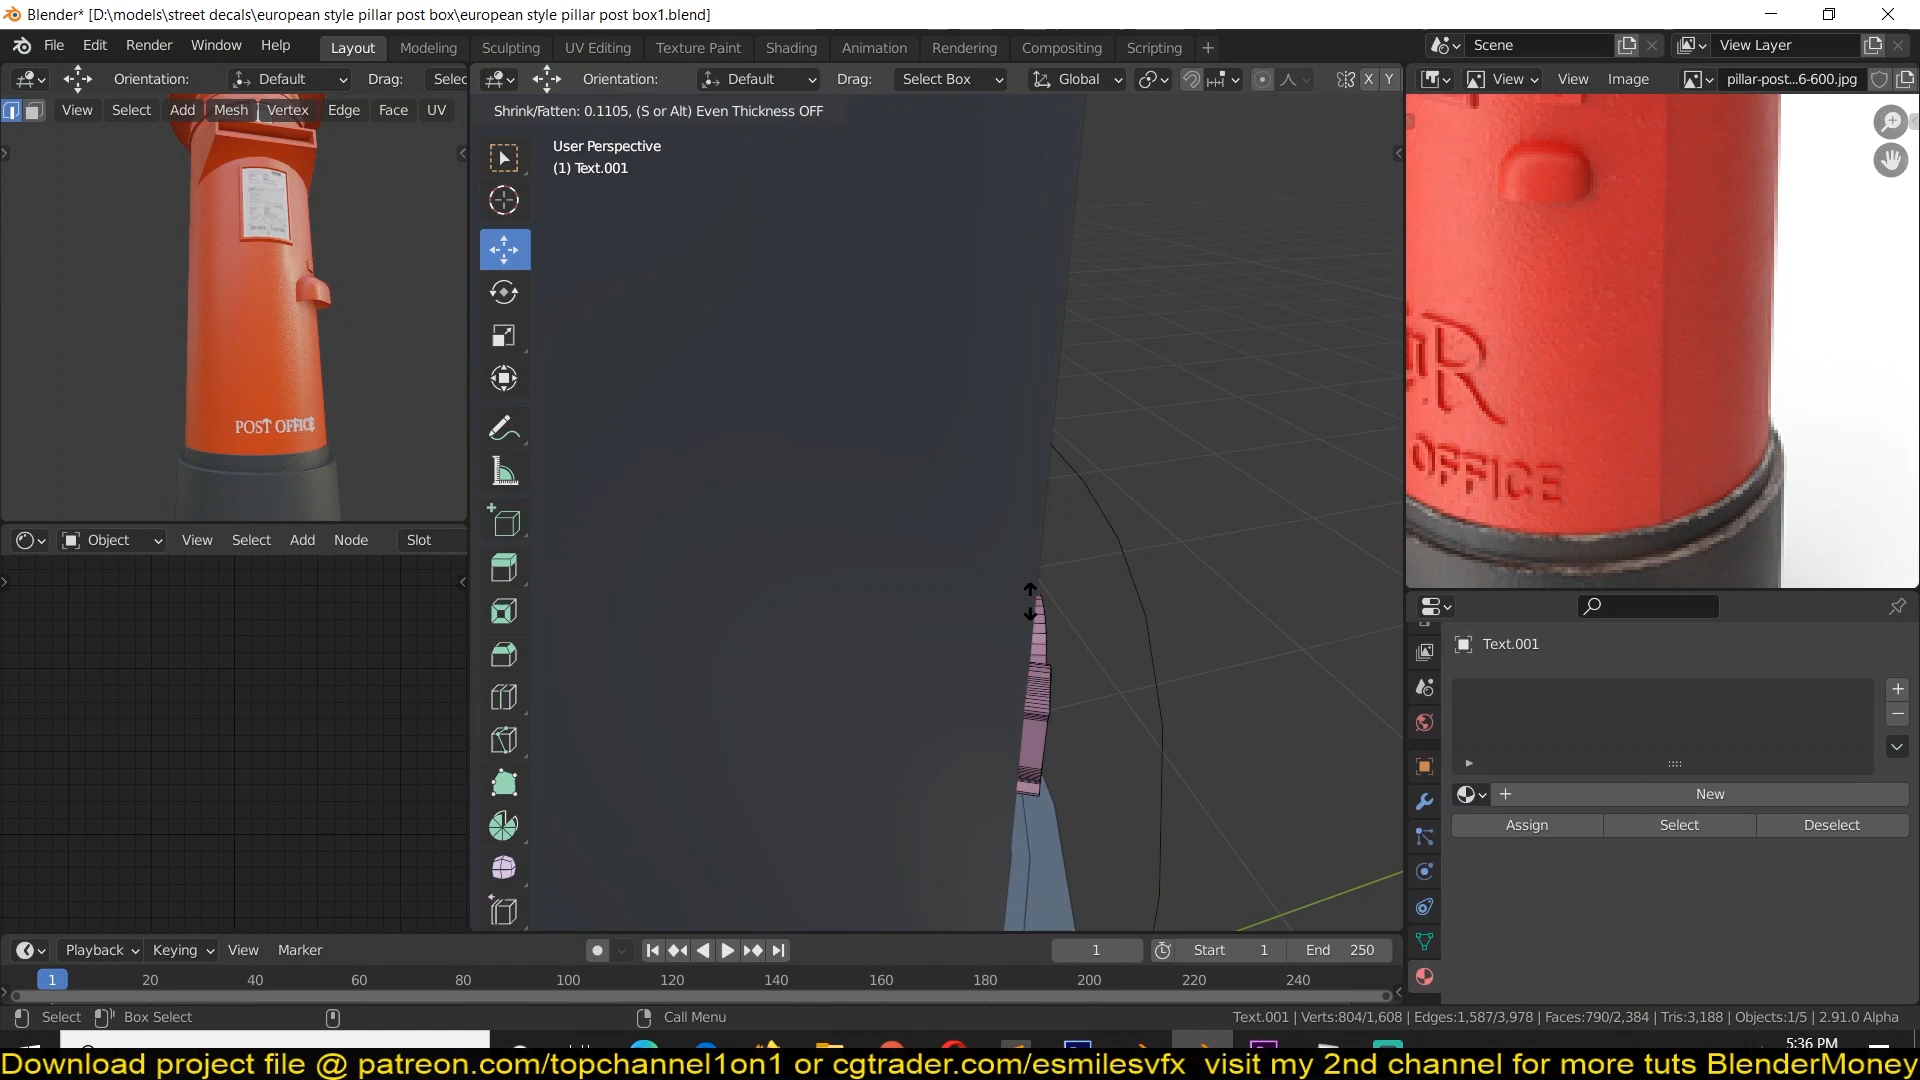 Blender* [D:\models\street decals\european style pillar post box\european style pillar post box1.blend]
File Edit Render Window Help Layout Modeling Sculpting UV Editing Texture Paint Shading Animation Rendering Compositing Scripting + Scene View Layer
Orientation: Default Drag: Selec Orientation: Default Drag: Select Box Global X Y View View Image pillar-post...6-600.jpg
View Select Add Mesh Vertex Edge Face UV
Shrink/Fatten: 0.1105, (S or Alt) Even Thickness OFF
User Perspective
(1) Text.001
POST OFFICE
R
OFFICE
Object View Select Add Node Slot
Text.001
New
Assign Select Deselect
Playback Keying View Marker 1 Start 1 End 250
1 20 40 60 80 100 120 140 160 180 200 220 240
Select Box Select Call Menu Text.001 | Verts:804/1,608 | Edges:1,587/3,978 | Faces:790/2,384 | Tris:3,188 | Objects:1/5 | 2.91.0 Alpha
5:36 PM
Download project file @ patreon.com/topchannel1on1 or cgtrader.com/esmilesvfx visit my 2nd channel for more tuts BlenderMoney